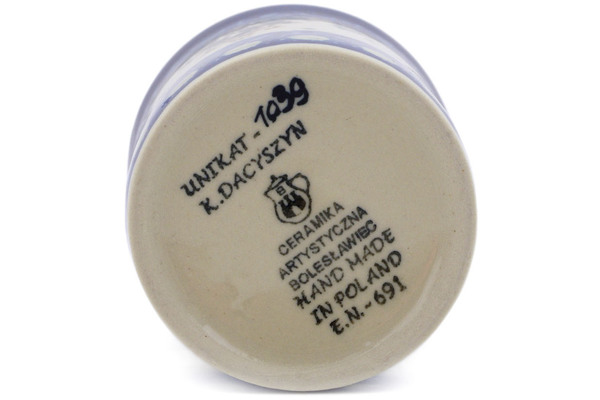 UNIKAT - 1039
K. DACYSZYN
B
CERAMIKA
ARTYSTYCZNA
BOLESŁAWIEC
HAND MADE
IN POLAND
E.N.-691